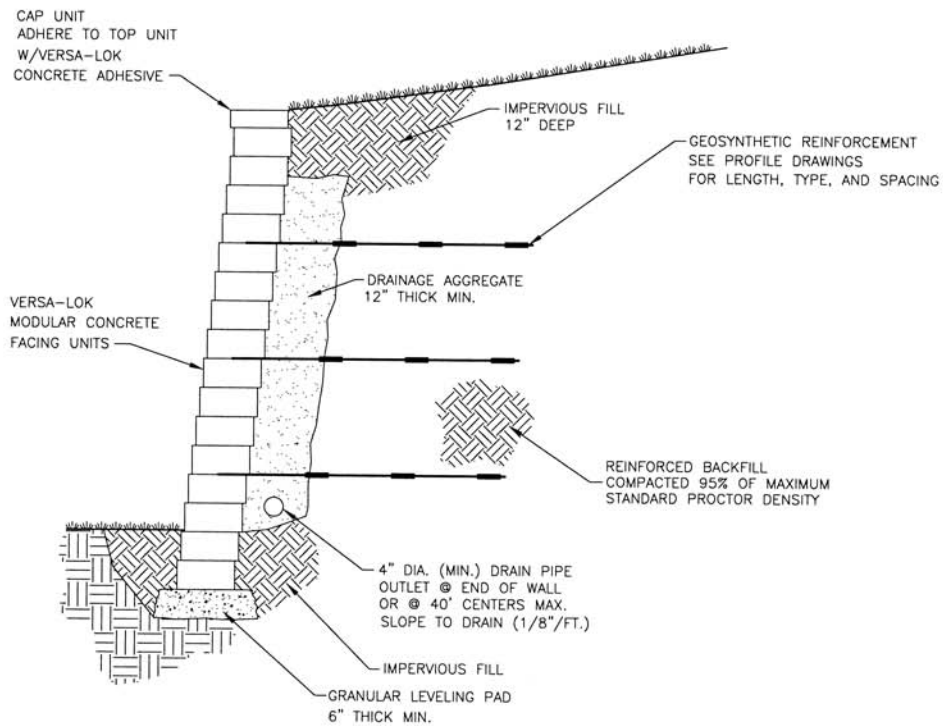 CAP UNIT
ADHERE TO TOP UNIT
W/VERSA-LOK
CONCRETE ADHESIVE
IMPERVIOUS FILL
12" DEEP
GEOSYNTHETIC REINFORCEMENT
SEE PROFILE DRAWINGS
FOR LENGTH, TYPE, AND SPACING
DRAINAGE AGGREGATE
12" THICK MIN.
VERSA-LOK
MODULAR CONCRETE
FACING UNITS
REINFORCED BACKFILL
COMPACTED 95% OF MAXIMUM
STANDARD PROCTOR DENSITY
4" DIA. (MIN.) DRAIN PIPE
OUTLET @ END OF WALL
OR @ 40' CENTERS MAX.
SLOPE TO DRAIN (1/8"/FT.)
IMPERVIOUS FILL
GRANULAR LEVELING PAD
6" THICK MIN.